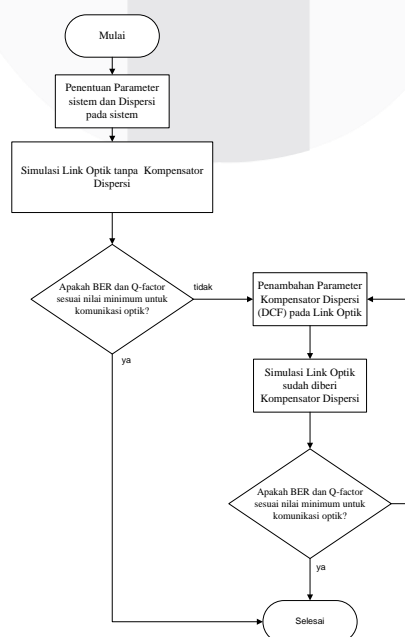 Mulai
Penentuan Parameter
sistem dan Dispersi
pada sistem
Simulasi Link Optik tanpa Kompensator
Dispersi
Apakah BER dan Q-factor
sesuai nilai minimum untuk
komunikasi optik?
tidak
ya
Penambahan Parameter
Kompensator Dispersi
(DCF) pada Link Optik
Simulasi Link Optik
sudah diberi
Kompensator Dispersi
Apakah BER dan Q-factor
sesuai nilai minimum untuk
komunikasi optik?
ya
Selesai